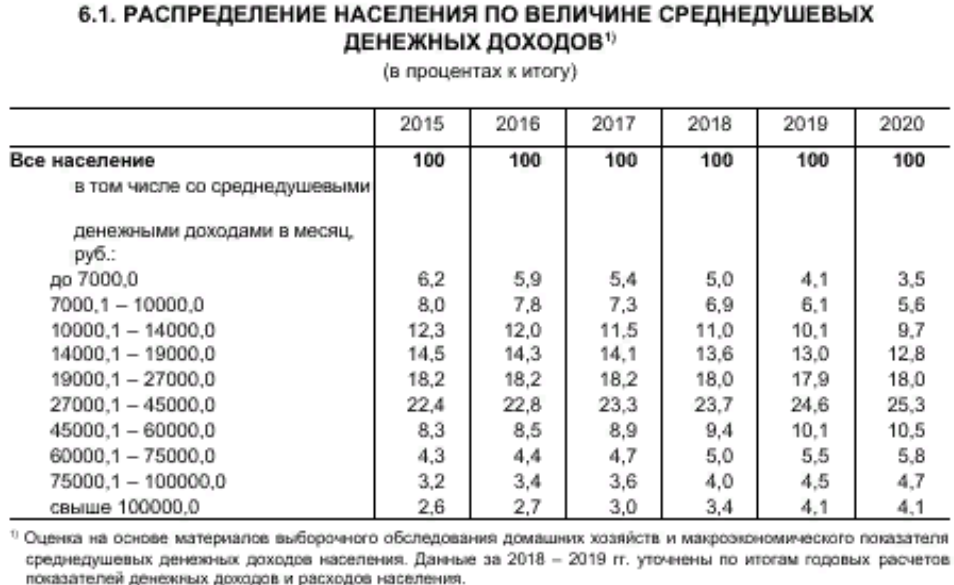 6.1. РАСПРЕДЕЛЕНИЕ НАСЕЛЕНИЯ ПО ВЕЛИЧИНЕ СРЕДНЕДУШЕВЫХ
ДЕНЕЖНЫХ ДОХОДОВ¹⁾
(в процентах к итогу)
2015 2016 2017 2018 2019 2020
Все население 100 100 100 100 100 100
в том числе со среднедушевыми
денежными доходами в месяц,
руб.:
до 7000,0 6,2 5,9 5,4 5,0 4,1 3,5
7000,1 – 10000,0 8,0 7,8 7,3 6,9 6,1 5,6
10000,1 – 14000,0 12,3 12,0 11,5 11,0 10,1 9,7
14000,1 – 19000,0 14,5 14,3 14,1 13,6 13,0 12,8
19000,1 – 27000,0 18,2 18,2 18,2 18,0 17,9 18,0
27000,1 – 45000,0 22,4 22,8 23,3 23,7 24,6 25,3
45000,1 – 60000,0 8,3 8,5 8,9 9,4 10,1 10,5
60000,1 – 75000,0 4,3 4,4 4,7 5,0 5,5 5,8
75000,1 – 100000,0 3,2 3,4 3,6 4,0 4,5 4,7
свыше 100000,0 2,6 2,7 3,0 3,4 4,1 4,1
¹⁾ Оценка на основе материалов выборочного обследования домашних хозяйств и макроэкономического показателя
среднедушевых денежных доходов населения. Данные за 2018 – 2019 гг. уточнены по итогам годовых расчетов
показателей денежных доходов и расходов населения.